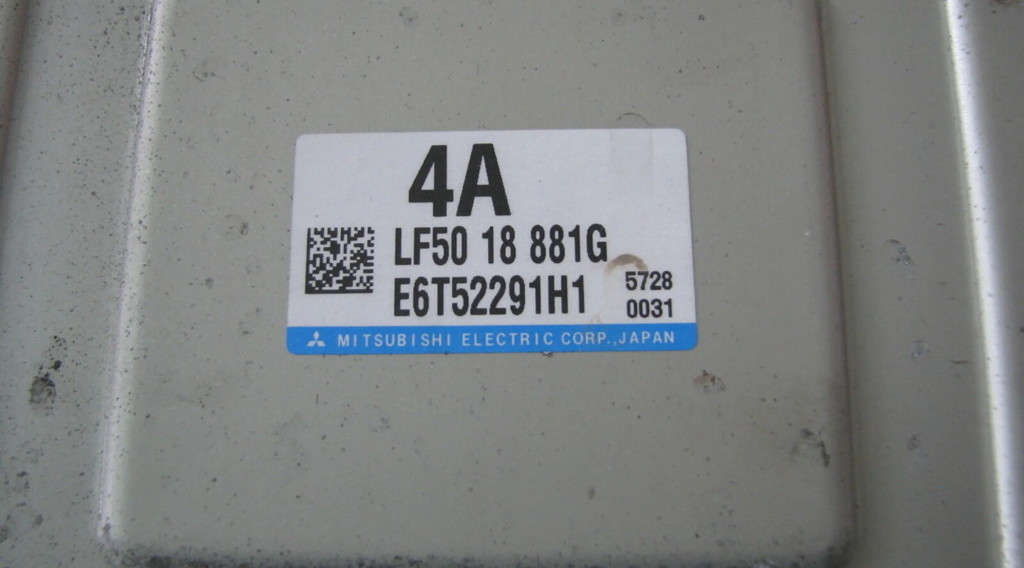 4A
LF50 18 881G
E6T52291H1
5728
0031
MITSUBISHI ELECTRIC CORP.,JAPAN